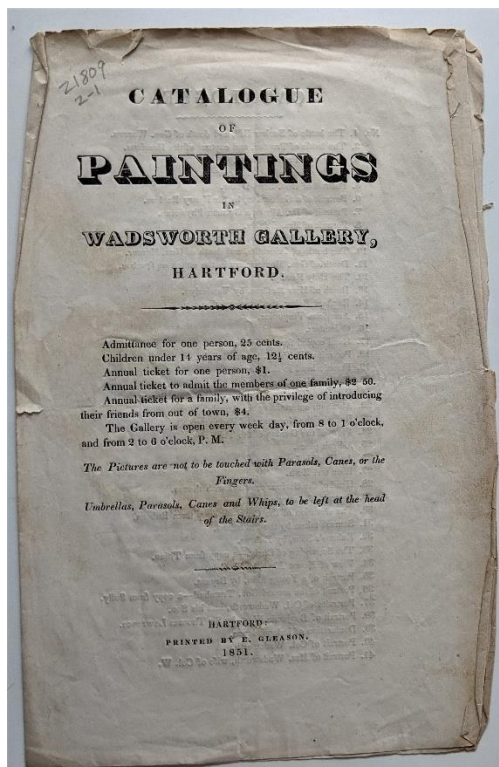 21809
2-1
CATALOGUE
OF
PAINTINGS
IN
WADSWORTH GALLERY,
HARTFORD.
Admittance for one person, 25 cents.
Children under 14 years of age, 12½ cents.
Annual ticket for one person, $1.
Annual ticket to admit the members of one family, $2 50.
Annual ticket for a family, with the privilege of introducing
their friends from out of town, $4.
The Gallery is open every week day, from 8 to 1 o'clock,
and from 2 to 6 o'clock, P. M.
The Pictures are not to be touched with Parasols, Canes, or the
Fingers.
Umbrellas, Parasols, Canes and Whips, to be left at the head
of the Stairs.
HARTFORD:
PRINTED BY E. GLEASON.
1851.